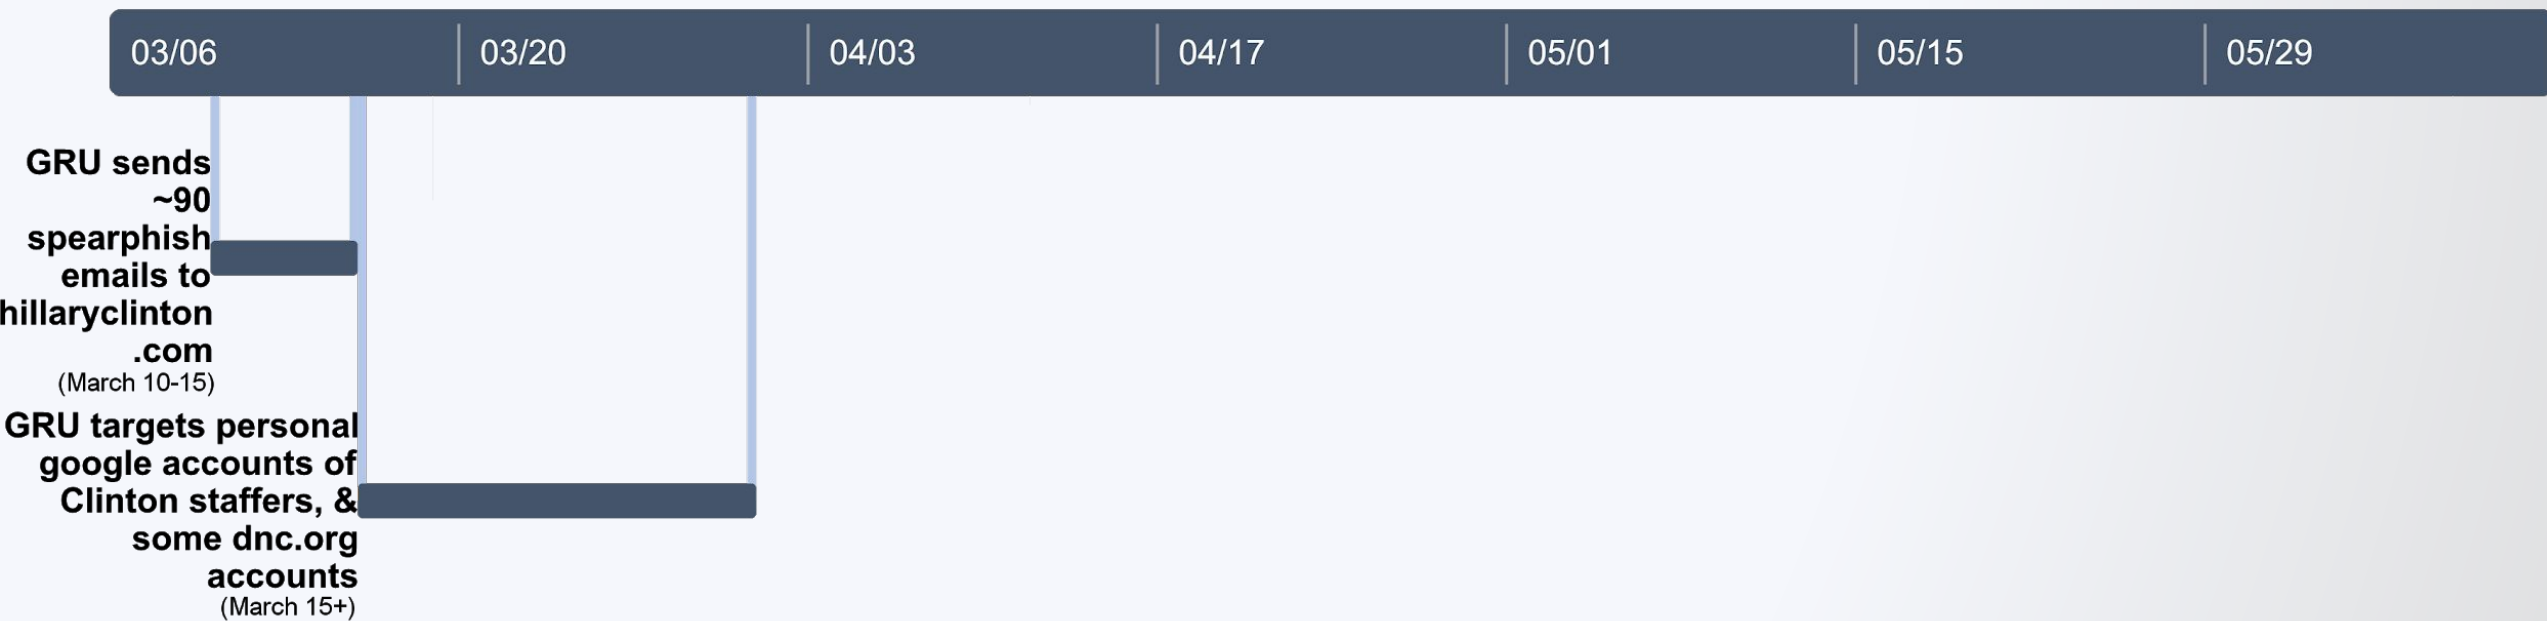 03/06 03/20 04/03 04/17 05/01 05/15 05/29
GRU sends
~90
spearphish
emails to
hillaryclinton
.com
(March 10-15)
GRU targets personal
google accounts of
Clinton staffers, &
some dnc.org
accounts
(March 15+)